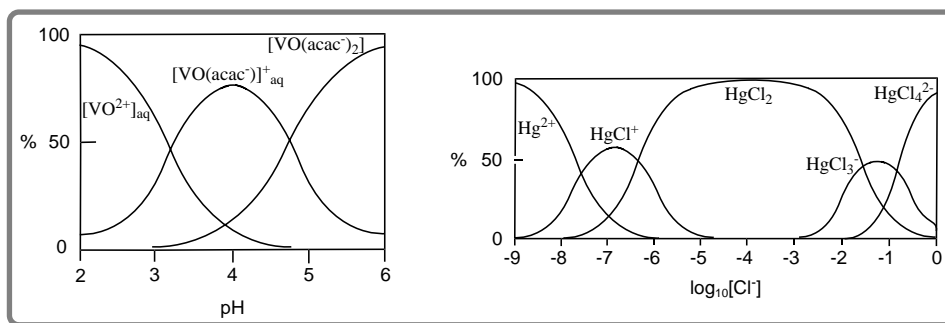 100
[VO(acac⁻)₂]
[VO(acac⁻)]⁺aq
[VO²⁺]aq
%
50
0
2 3 4 5 6
pH
100
HgCl₂
HgCl₄²⁻
Hg²⁺
HgCl⁺
%
50
HgCl₃⁻
0
-9 -8 -7 -6 -5 -4 -3 -2 -1 0
log₁₀[Cl⁻]